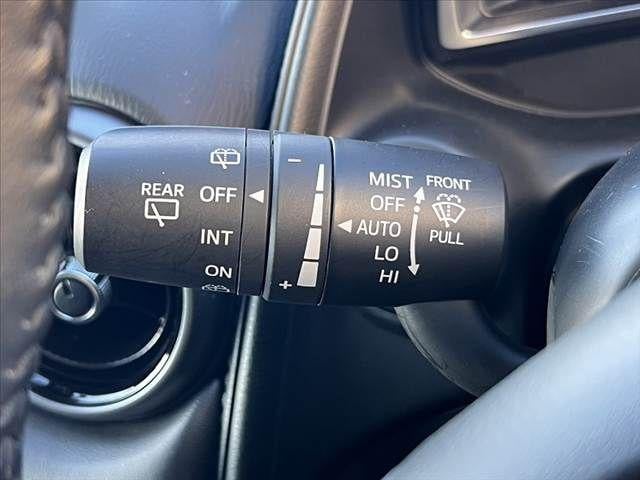 REAR
OFF
INT
ON
−
+
MIST
OFF
AUTO
LO
HI
FRONT
PULL